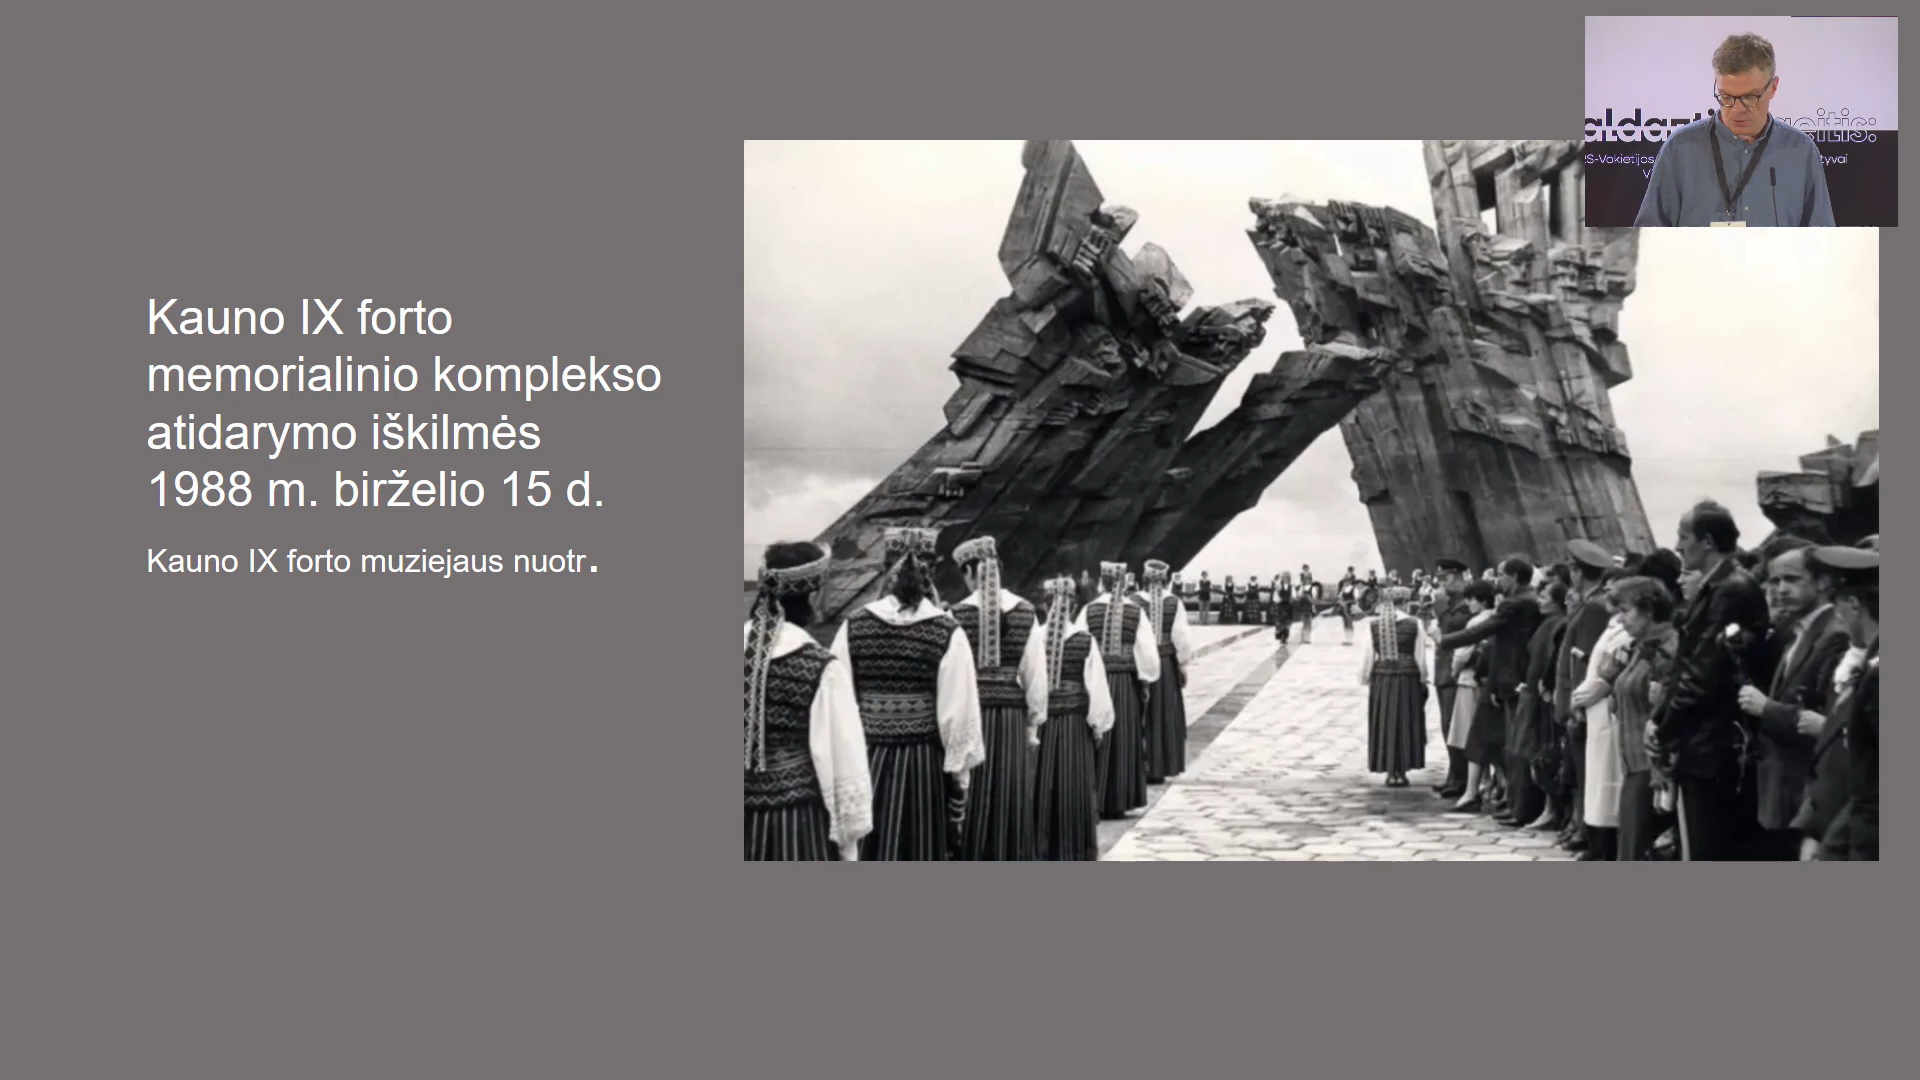 Kauno IX forto
memorialinio komplekso
atidarymo iškilmės
1988 m. birželio 15 d.
Kauno IX forto muziejaus nuotr.